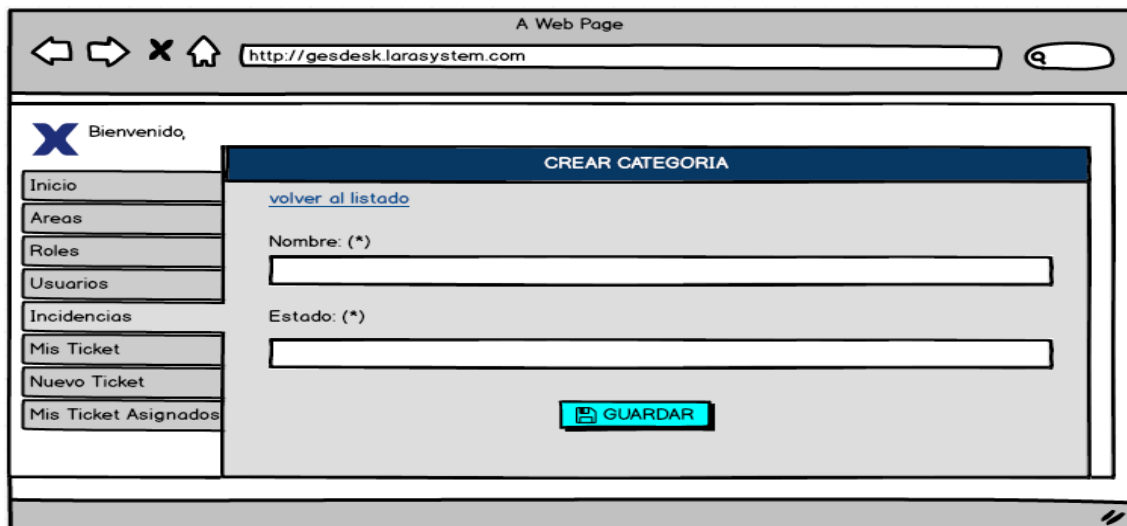 A Web Page
http://gesdesk.larasystem.com
Bienvenido,
CREAR CATEGORIA
Inicio
Areas
Roles
Usuarios
Incidencias
Mis Ticket
Nuevo Ticket
Mis Ticket Asignados
volver al listado
Nombre: (*)
Estado: (*)
GUARDAR